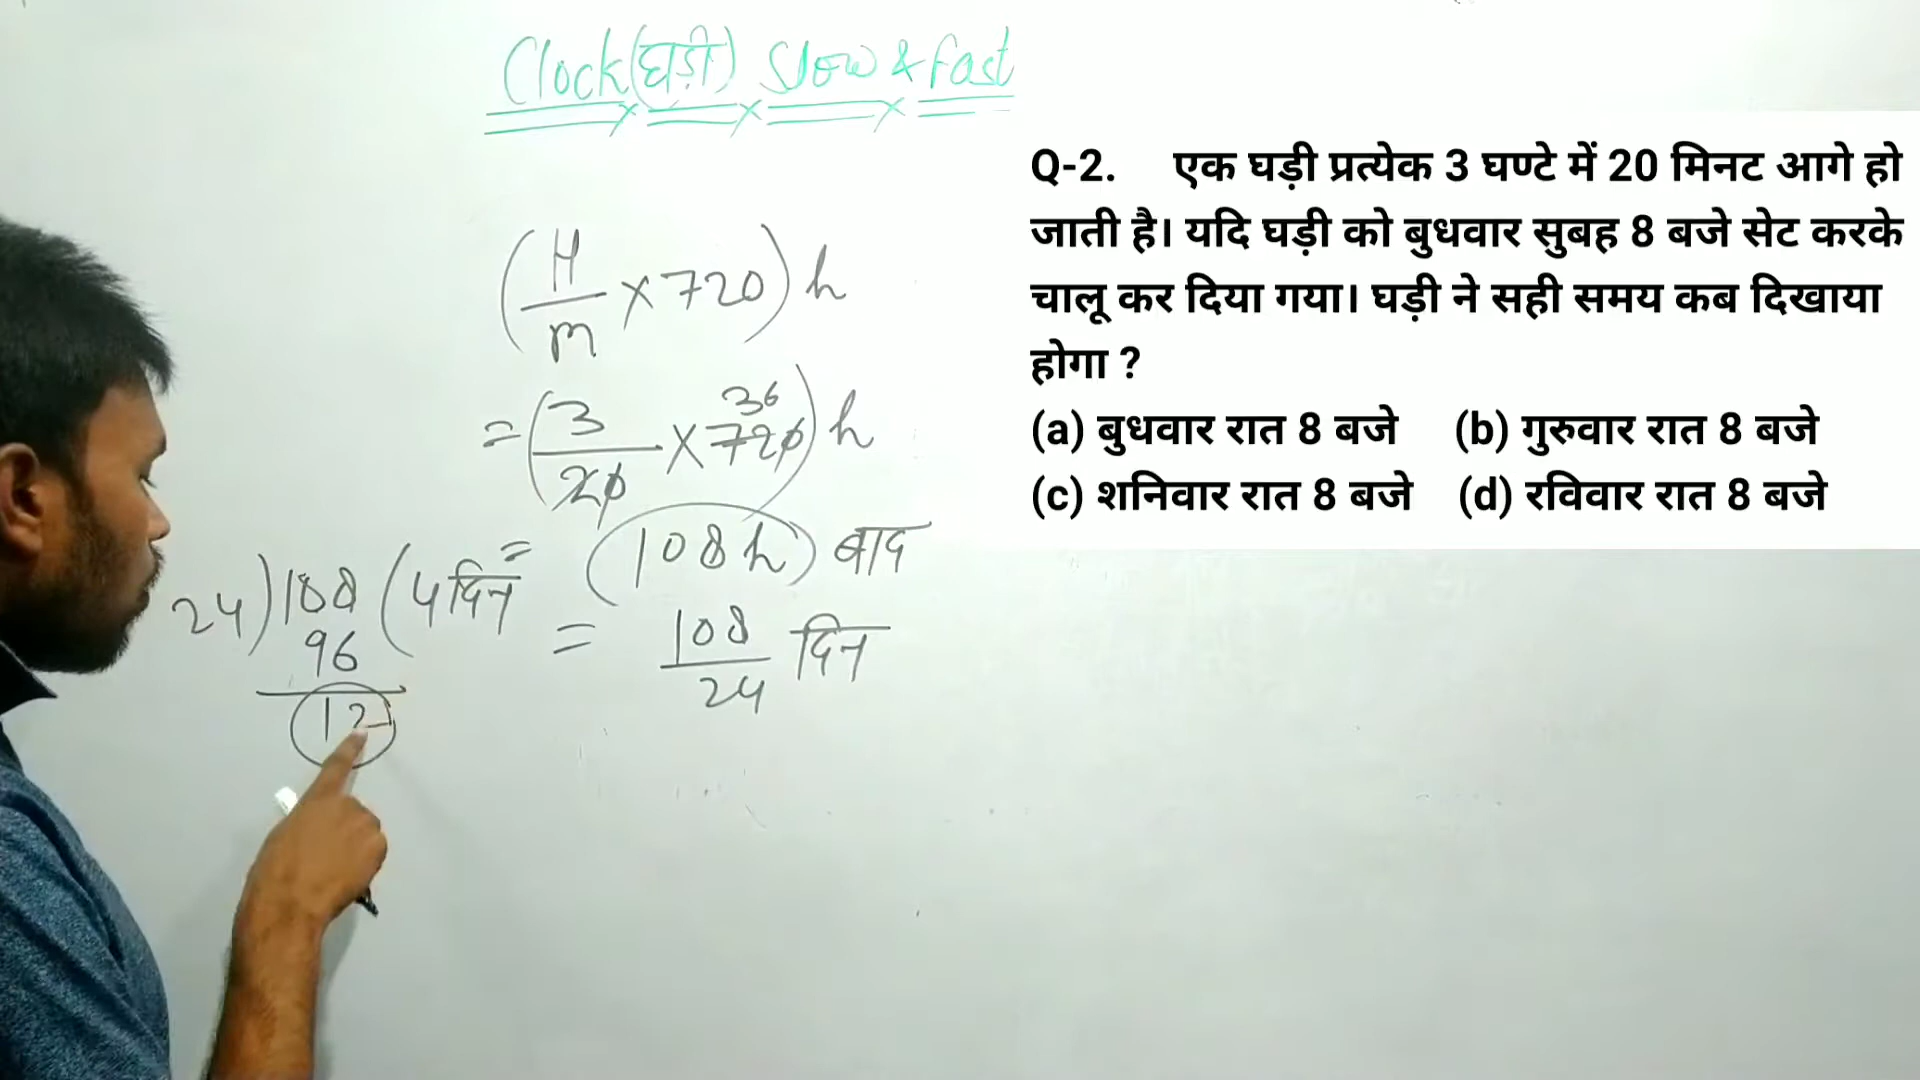 Clock(घड़ी) Slow & Fast
(H/m × 720) h
= (3/20 × 720) h
36
= 108 h बाद
= 108/24 दिन
24)108(4दिन
96
12
Q-2. एक घड़ी प्रत्येक 3 घण्टे में 20 मिनट आगे हो
जाती है। यदि घड़ी को बुधवार सुबह 8 बजे सेट करके
चालू कर दिया गया। घड़ी ने सही समय कब दिखाया
होगा ?
(a) बुधवार रात 8 बजे (b) गुरुवार रात 8 बजे
(c) शनिवार रात 8 बजे (d) रविवार रात 8 बजे